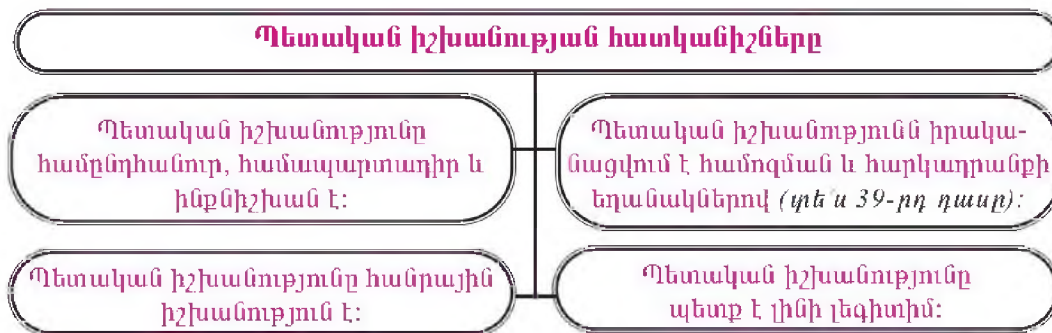 Պետական իշխանության հատկանիշները
Պետական իշխանությունը
համընդհանուր, համապարտադիր և
ինքնիշխան է:
Պետական իշխանությունն իրակա-
նացվում է համոզման և հարկադրանքի
եղանակներով (տե՛ս 39-րդ դասը):
Պետական իշխանությունը հանրային
իշխանություն է:
Պետական իշխանությունը
պետք է լինի լեգիտիմ: